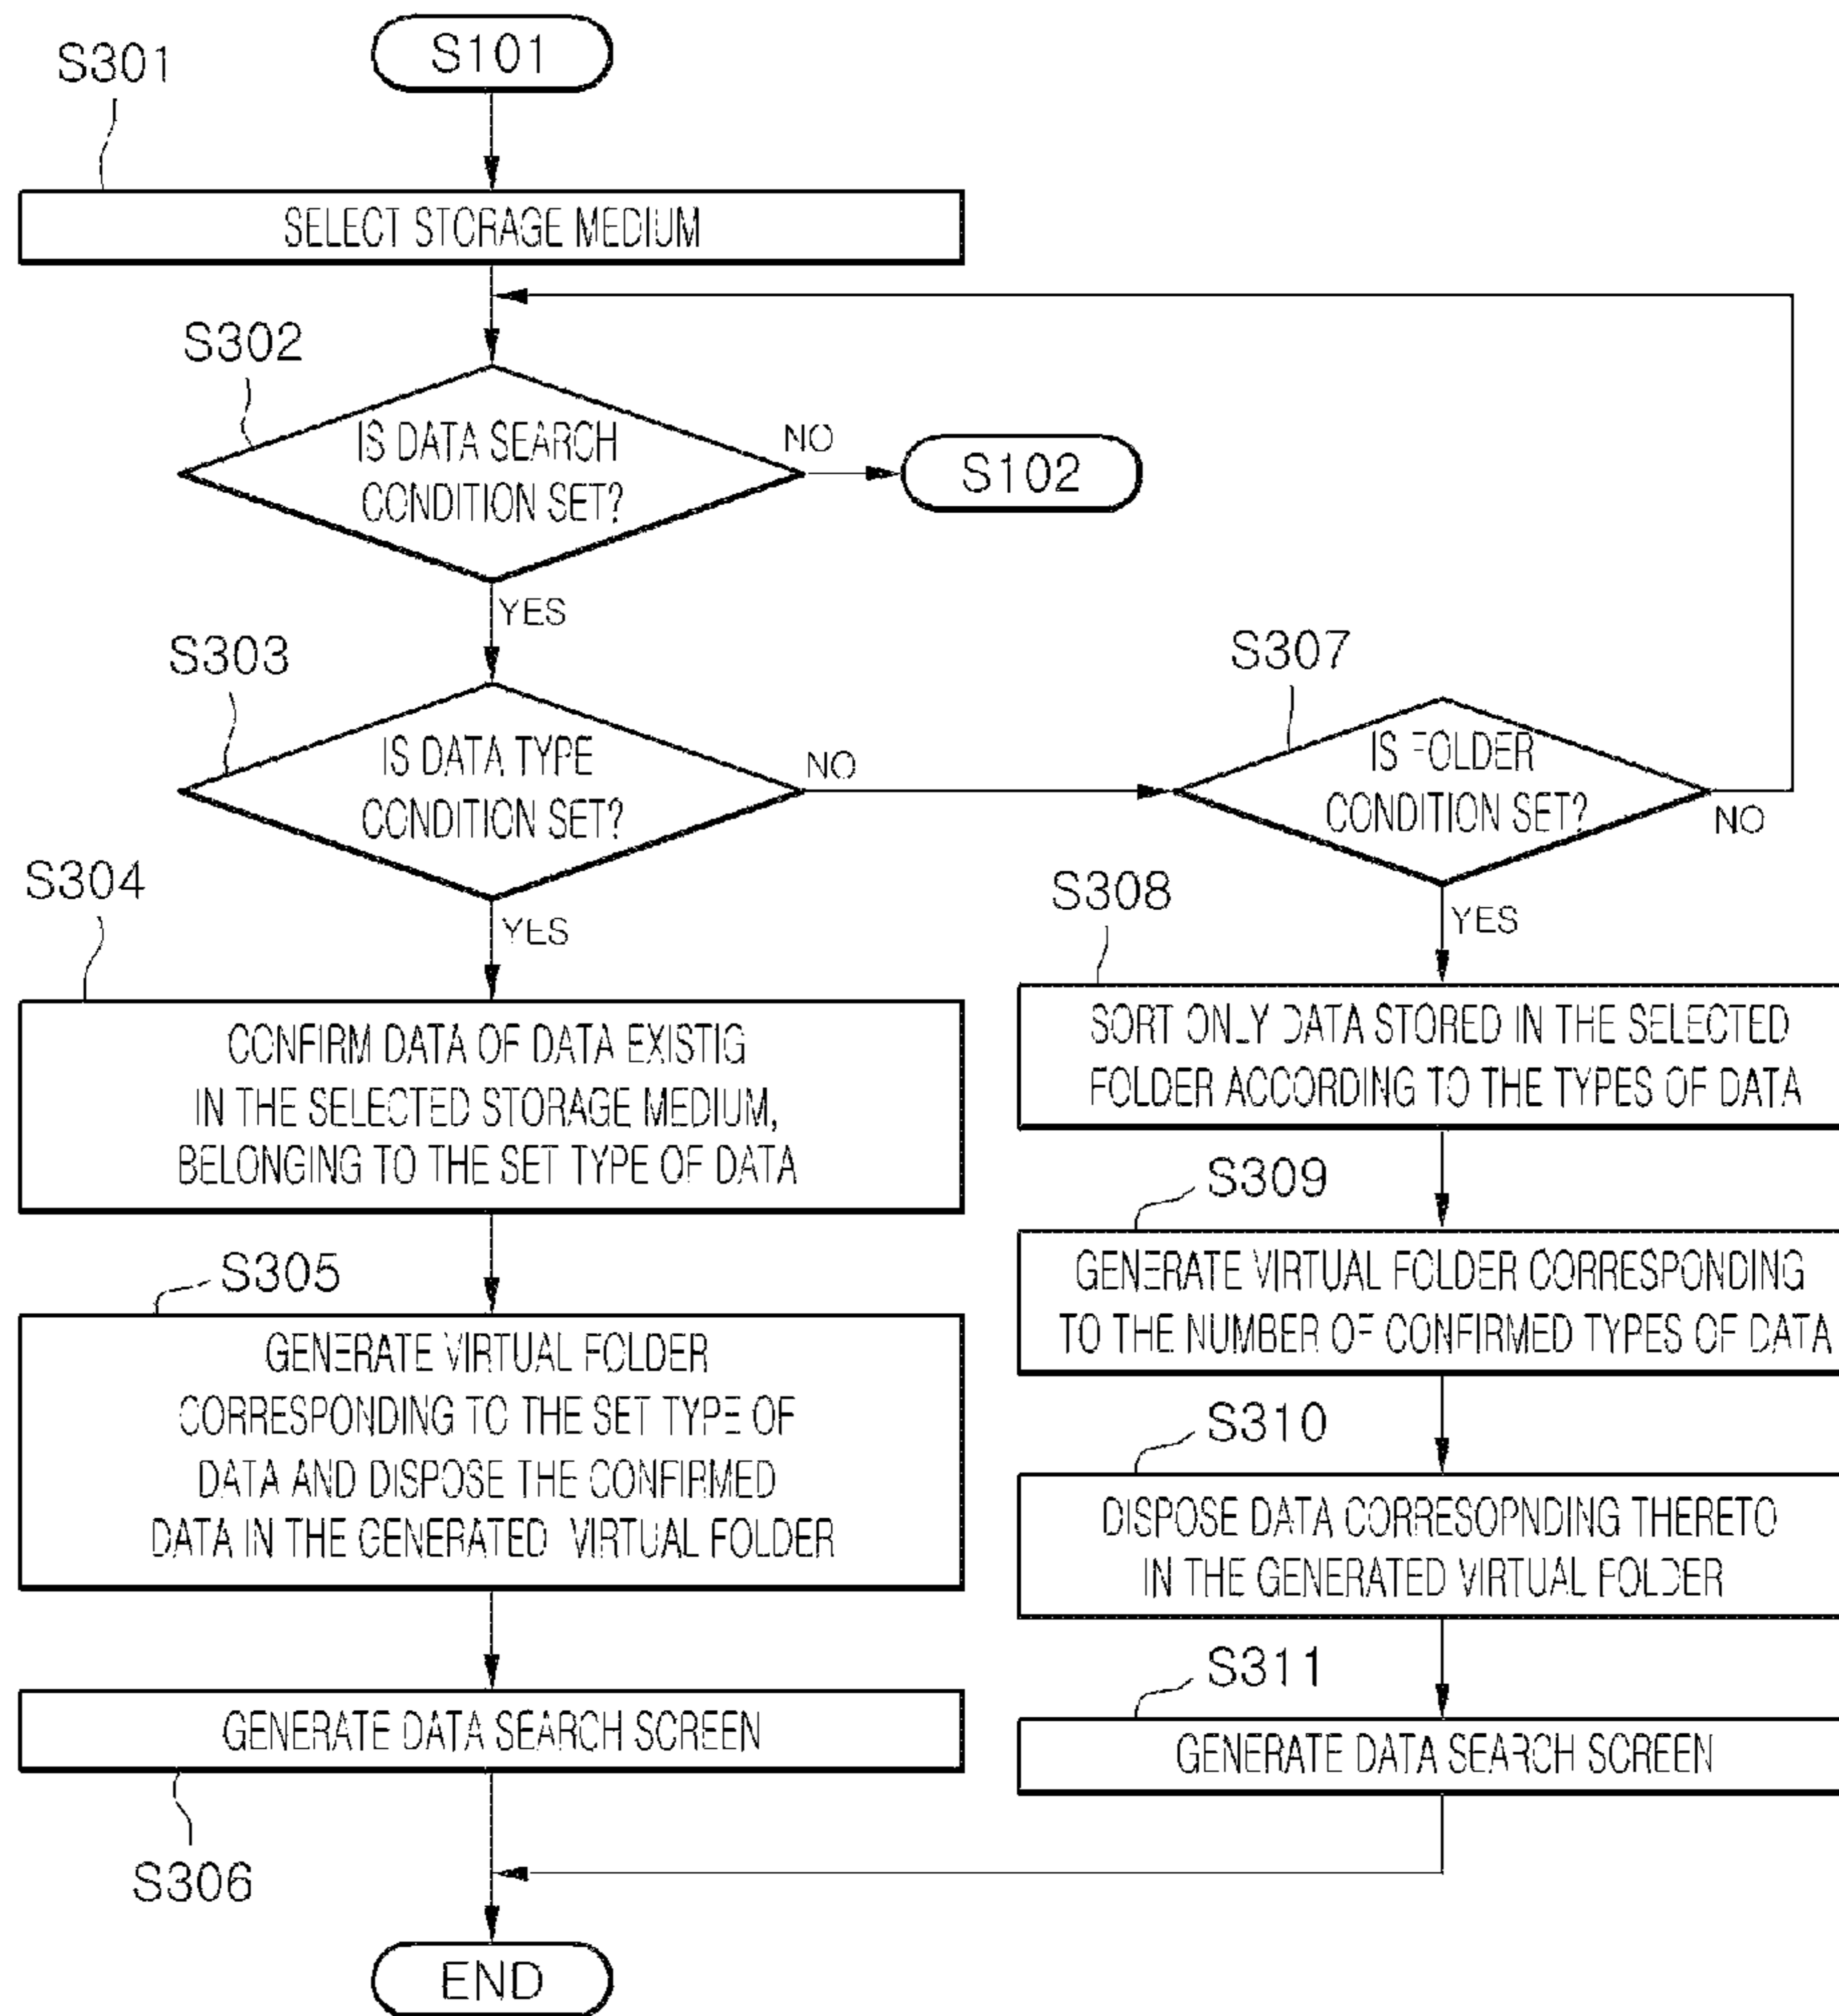 S101
S301
SELECT STORAGE MEDIUM
S302
IS DATA SEARCH
CONDITION SET?
NO
S102
YES
S303
IS DATA TYPE
CONDITION SET?
NO
S307
IS FOLDER
CONDITION SET?
NO
YES
S304
CONFIRM DATA OF DATA EXISTIG
IN THE SELECTED STORAGE MEDIUM,
BELONGING TO THE SET TYPE OF DATA
S305
GENERATE VIRTUAL FOLDER
CORRESPONDING TO THE SET TYPE OF
DATA AND DISPOSE THE CONFIRMED
DATA IN THE GENERATED VIRTUAL FOLDER
GENERATE DATA SEARCH SCREEN
S306
YES
S308
SORT ONLY DATA STORED IN THE SELECTED
FOLDER ACCORDING TO THE TYPES OF DATA
S309
GENERATE VIRTUAL FOLDER CORRESPONDING
TO THE NUMBER OF CONFIRMED TYPES OF DATA
S310
DISPOSE DATA CORRESOPNDING THERETO
IN THE GENERATED VIRTUAL FOLDER
S311
GENERATE DATA SEARCH SCREEN
END